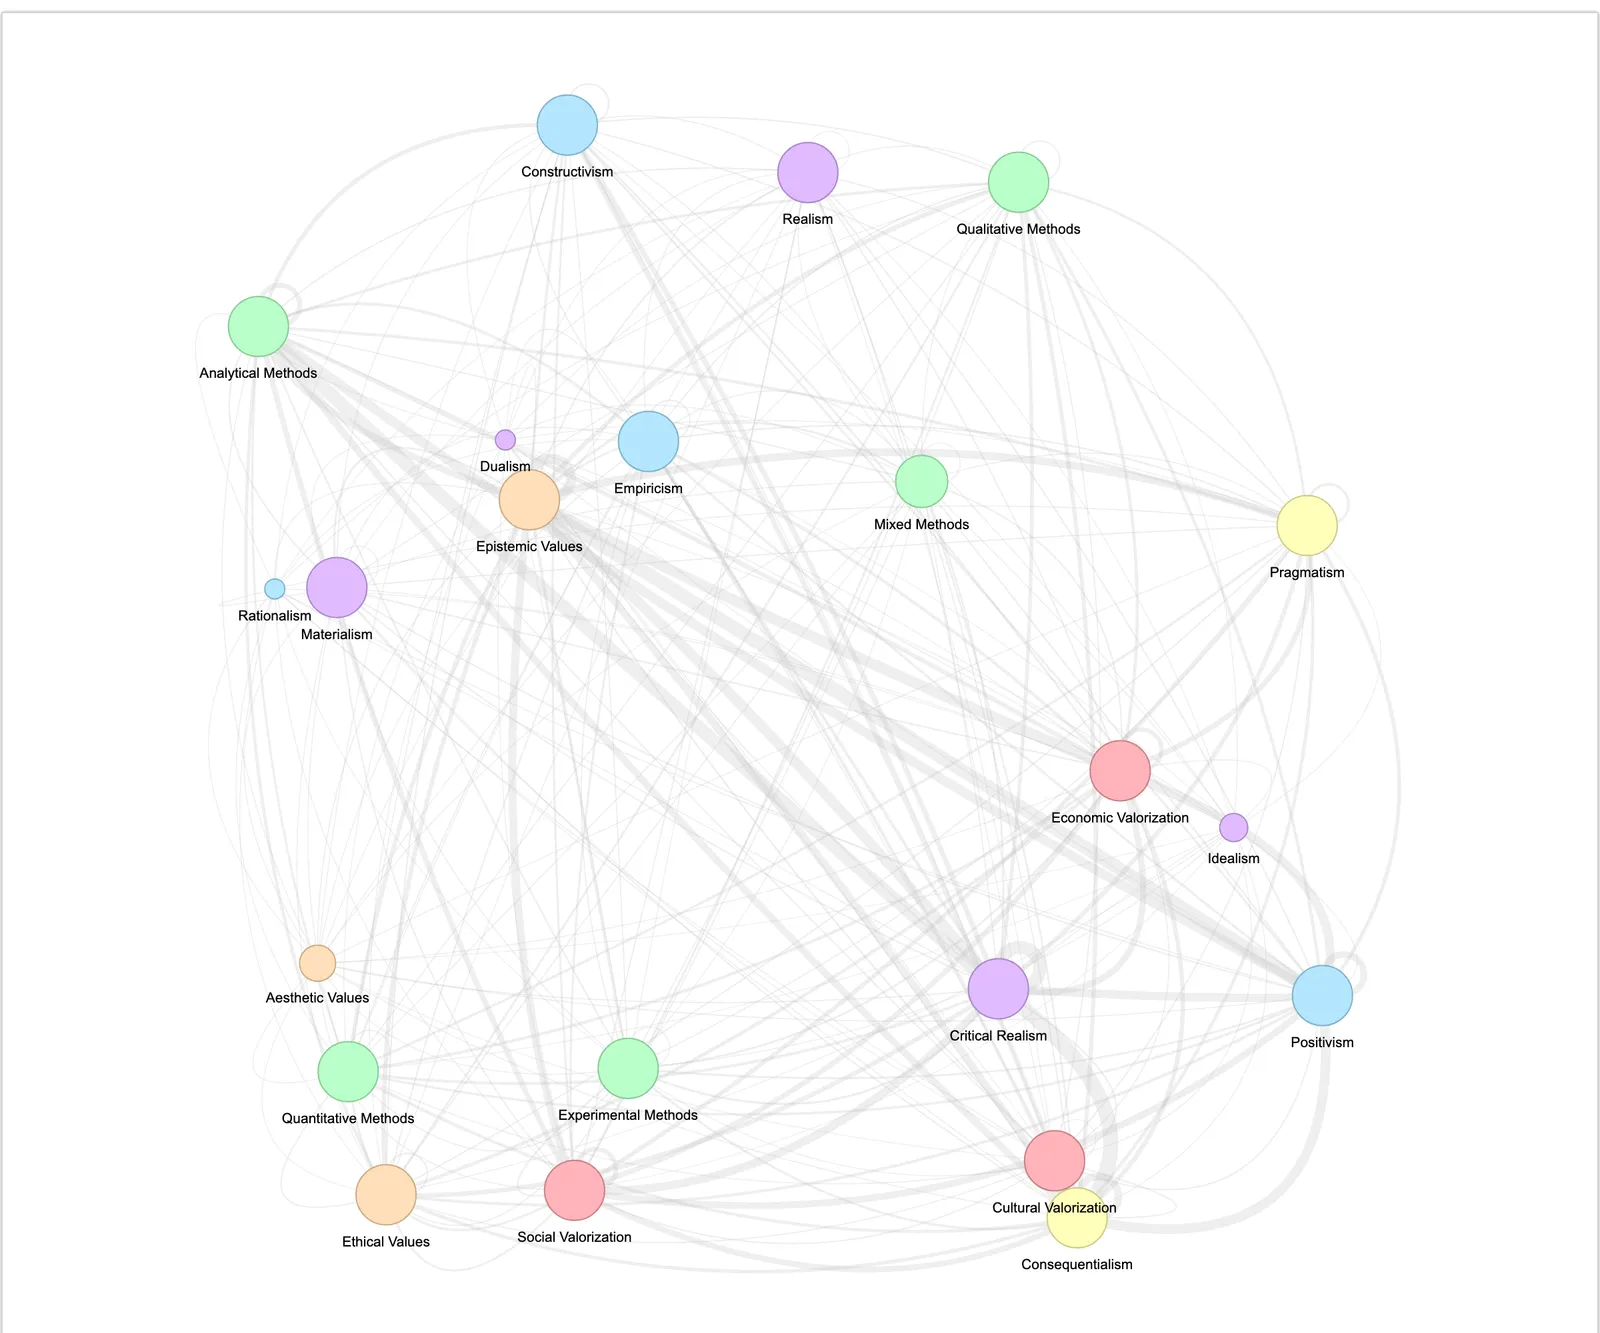 Constructivism
Realism
Qualitative Methods
Analytical Methods
Dualism
Empiricism
Mixed Methods
Epistemic Values
Pragmatism
Rationalism
Materialism
Economic Valorization
Idealism
Aesthetic Values
Critical Realism
Positivism
Quantitative Methods
Experimental Methods
Cultural Valorization
Ethical Values
Social Valorization
Consequentialism